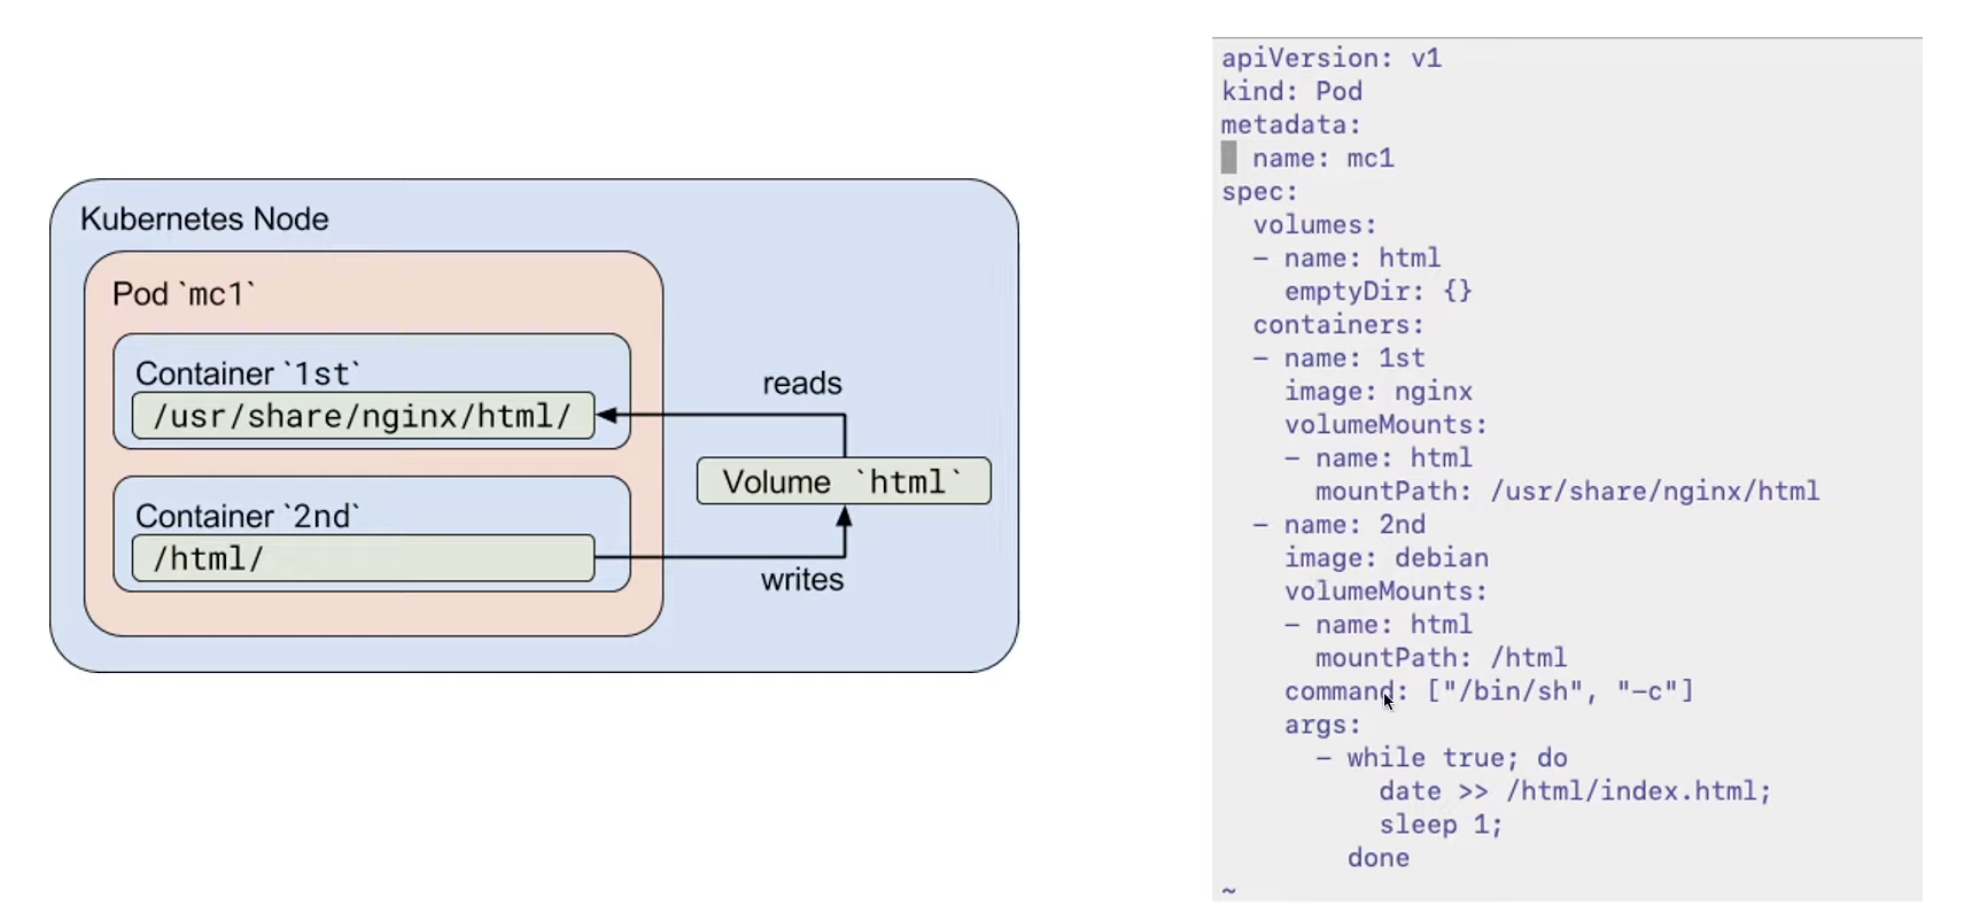 Kubernetes Node
Pod `mc1`
Container `1st`
/usr/share/nginx/html/
Container `2nd`
/html/
reads
Volume `html`
writes
apiVersion: v1
kind: Pod
metadata:
  name: mc1
spec:
  volumes:
  - name: html
    emptyDir: {}
  containers:
  - name: 1st
    image: nginx
    volumeMounts:
    - name: html
      mountPath: /usr/share/nginx/html
  - name: 2nd
    image: debian
    volumeMounts:
    - name: html
      mountPath: /html
    command: ["/bin/sh", "-c"]
    args:
      - while true; do
          date >> /html/index.html;
          sleep 1;
        done
~